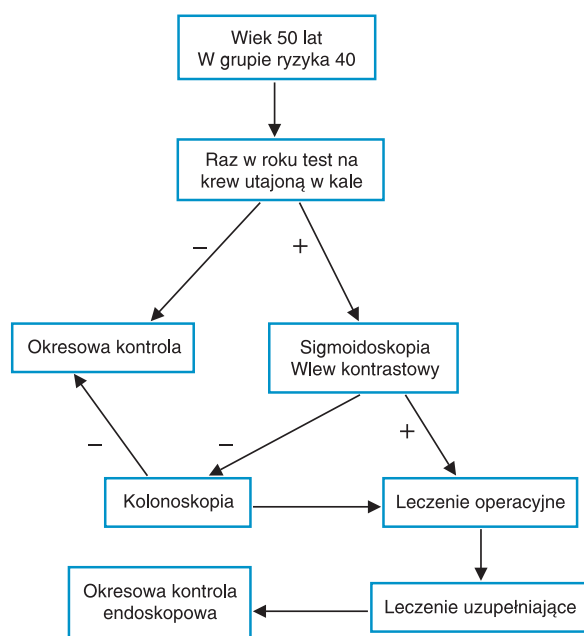 Wiek 50 lat
W grupie ryzyka 40
Raz w roku test na
krew utajoną w kale
–
+
Okresowa kontrola
Sigmoidoskopia
Wlew kontrastowy
–
–
+
Kolonoskopia
Leczenie operacyjne
Okresowa kontrola
endoskopowa
Leczenie uzupełniające